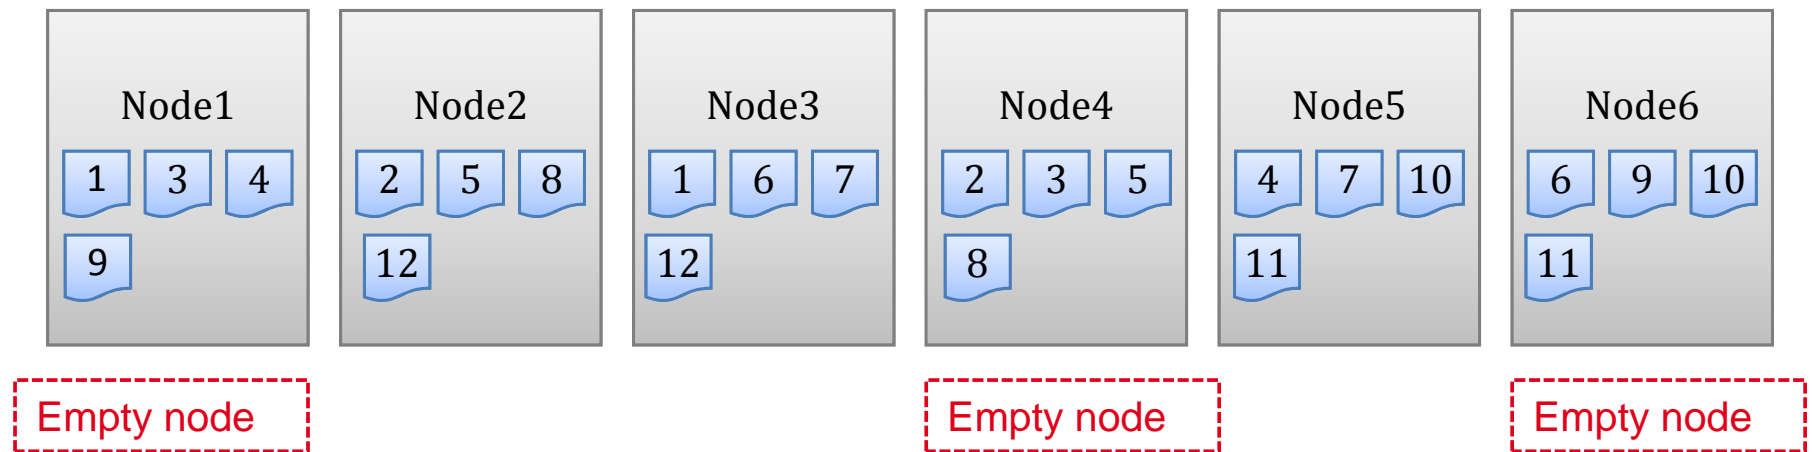 Node1 Node2 Node3 Node4 Node5 Node6
1 3 4 2 5 8 1 6 7 2 3 5 4 7 10 6 9 10
9 12 12 8 11 11
Empty node Empty node Empty node